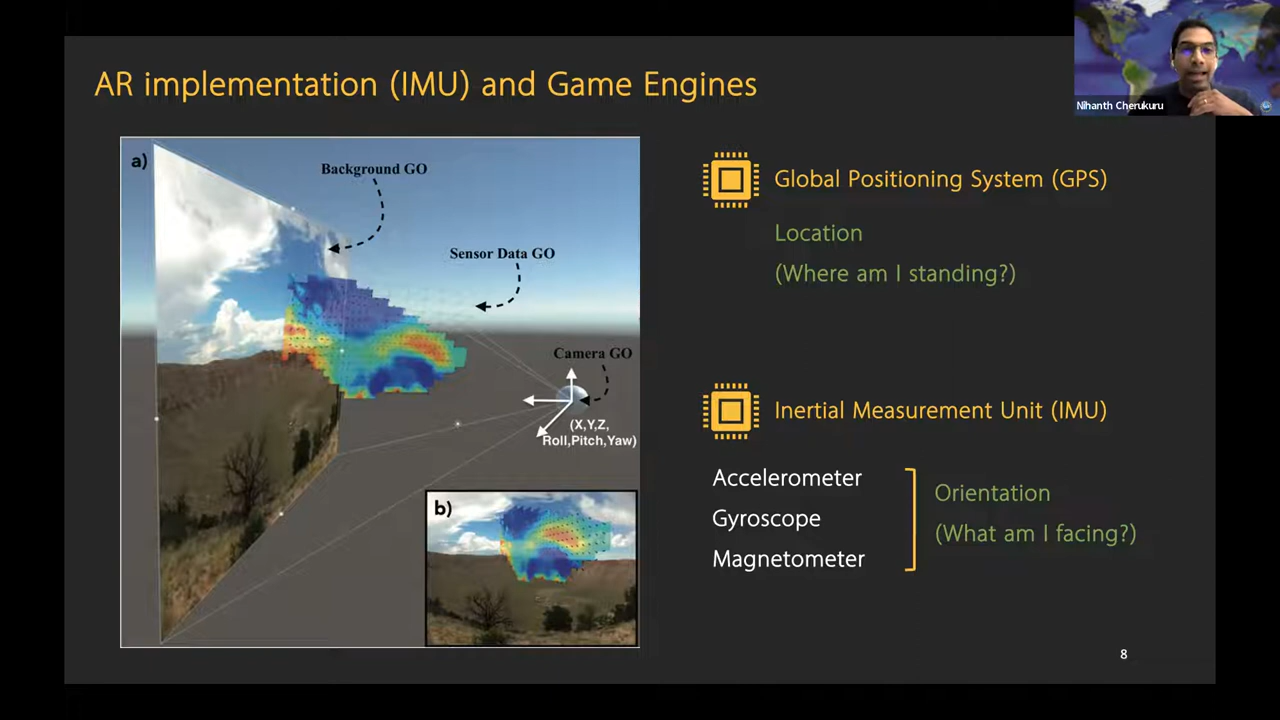 AR implementation (IMU) and Game Engines
Nihanth Cherukuru
a)
Background GO
Sensor Data GO
Camera GO
(X,Y,Z,
Roll,Pitch,Yaw)
b)
Global Positioning System (GPS)
Location
(Where am I standing?)
Inertial Measurement Unit (IMU)
Accelerometer
Gyroscope
Magnetometer
Orientation
(What am I facing?)
8